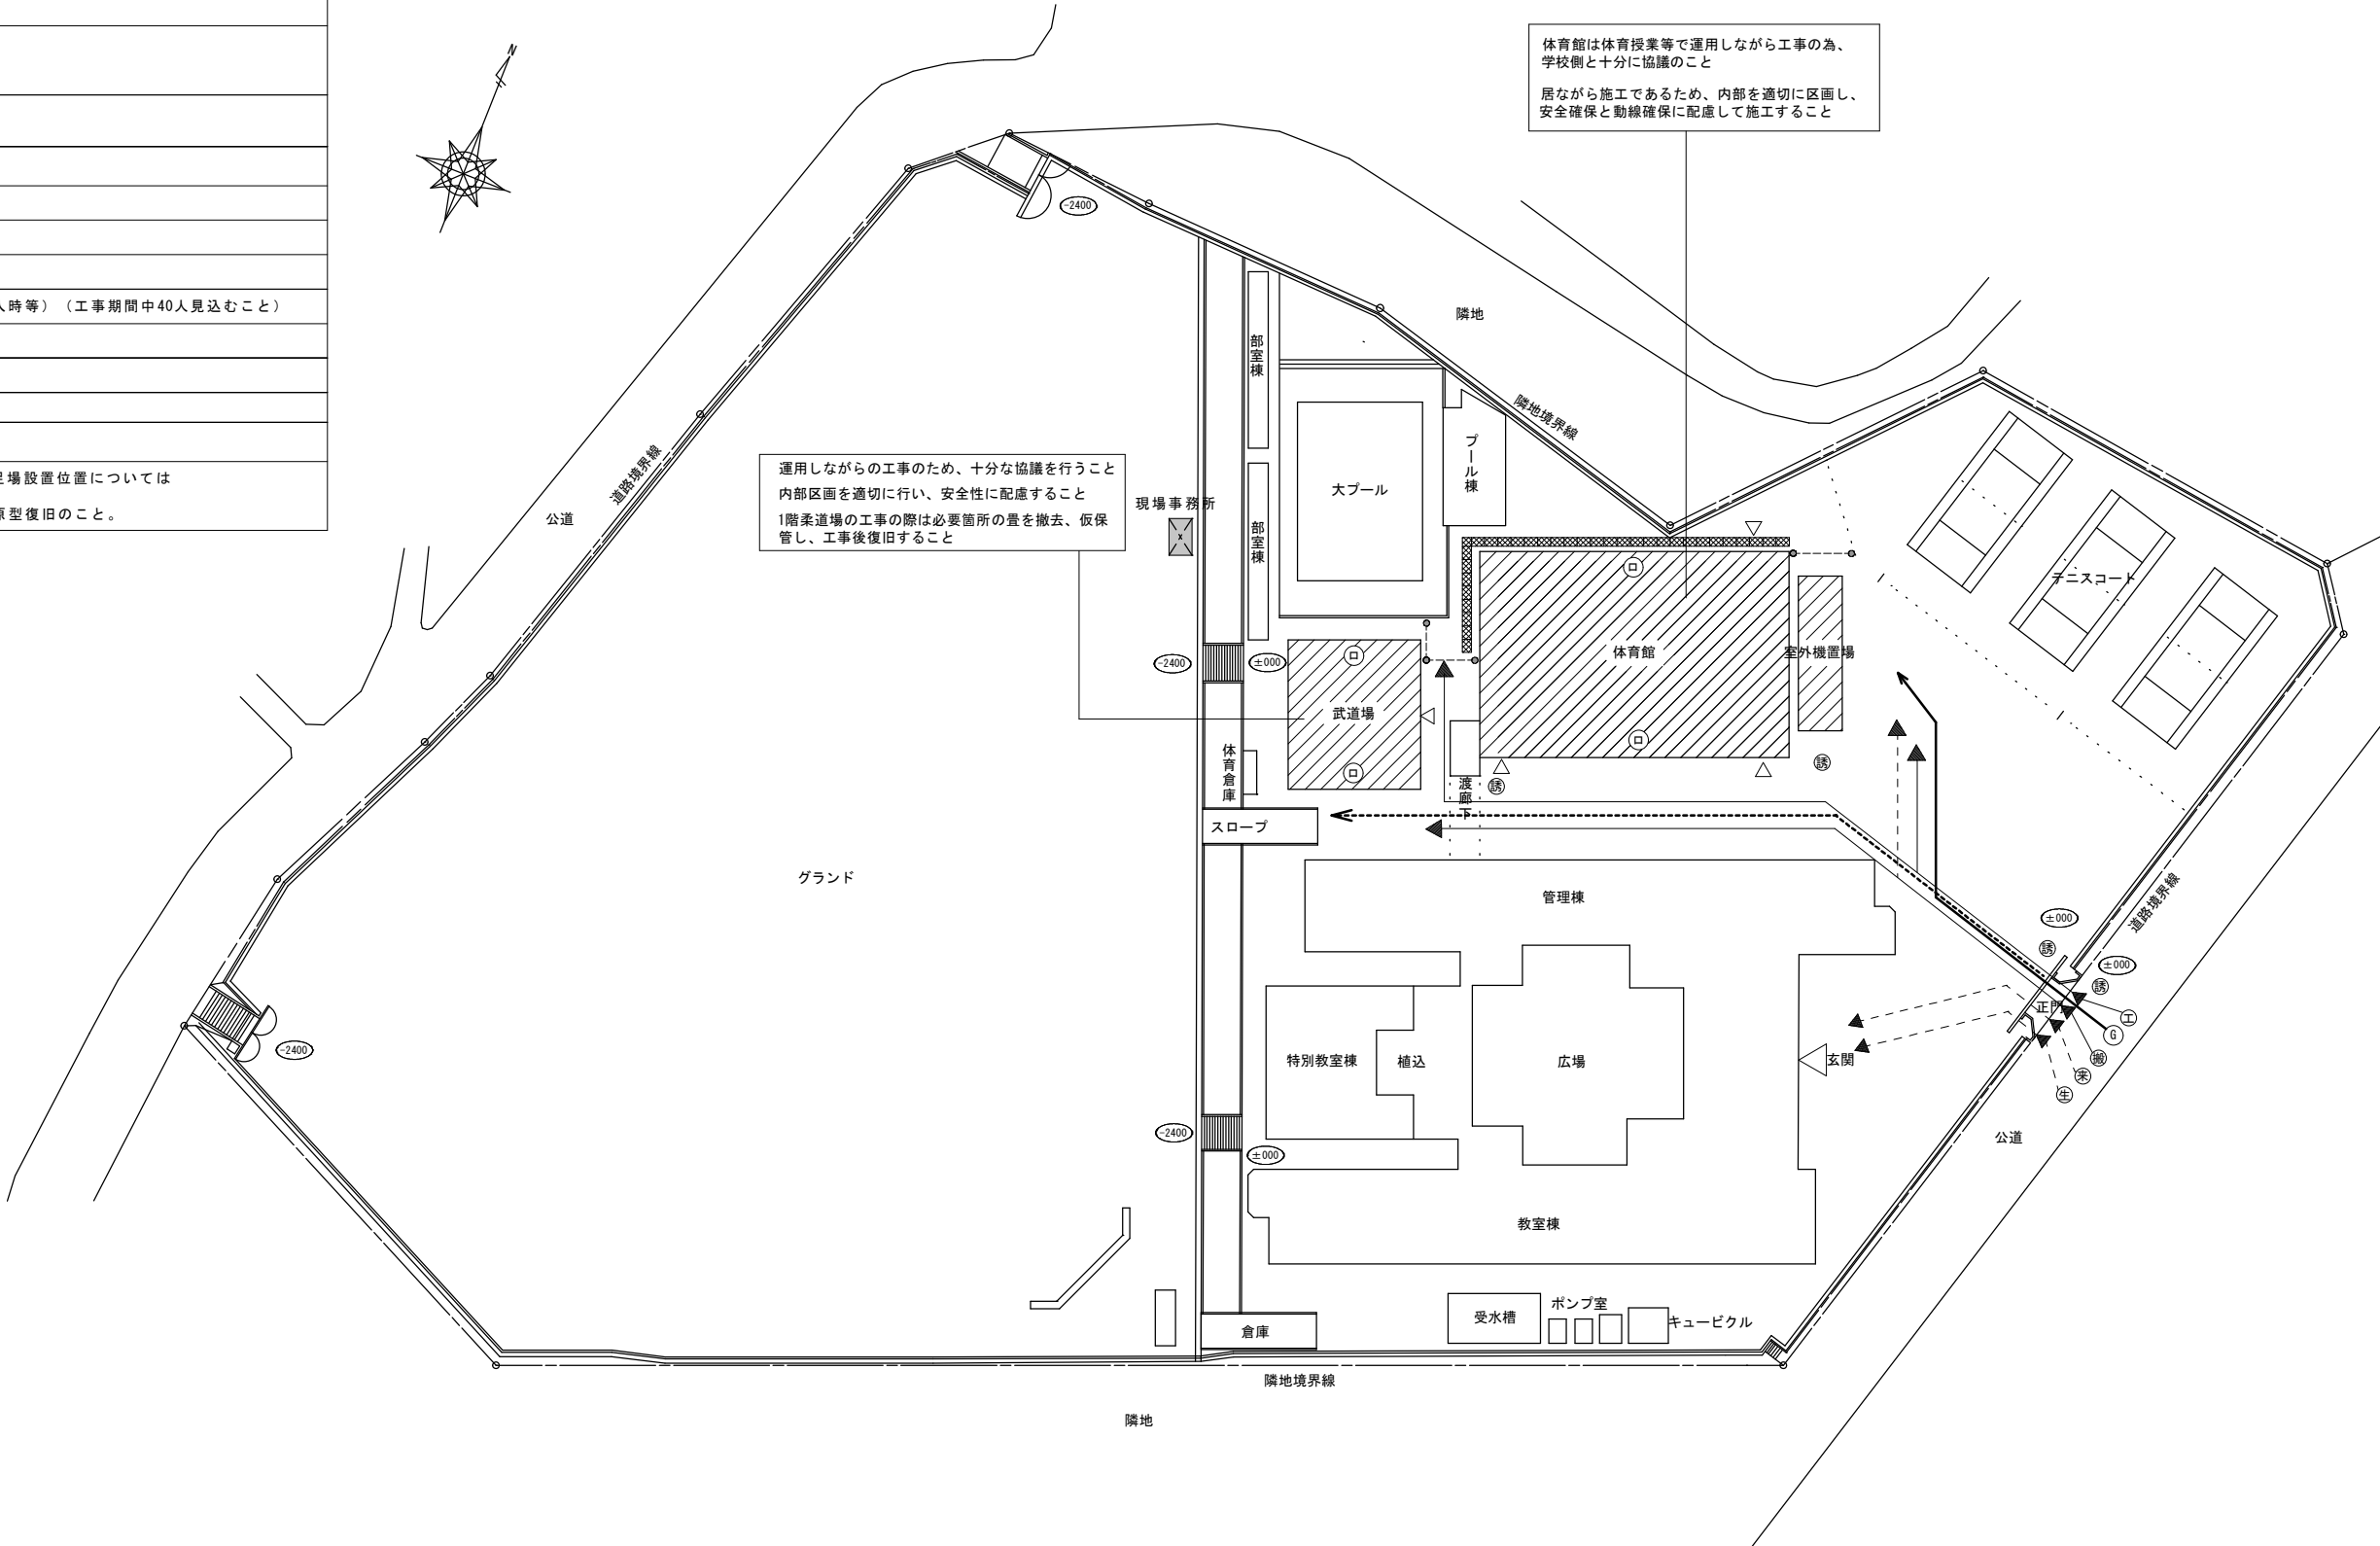 人時等）（工事期間中40人見込むこと）
足場設置位置については
原型復旧のこと。
N
体育館は体育授業等で運用しながら工事の為、
学校側と十分に協議のこと
居ながら施工であるため、内部を適切に区画し、
安全確保と動線確保に配慮して施工すること
-2400
隣地
部室棟
隣地境界線
道路境界線
プール棟
運用しながらの工事のため、十分な協議を行うこと
内部区画を適切に行い、安全性に配慮すること
1階柔道場の工事の際は必要箇所の畳を撤去、仮保
管し、工事後復旧すること
大プール
現場事務所
x
公道
部室棟
ロ
テニスコート
体育館
室外機置場
-2400
±000
ロ
武道場
ロ
体育倉庫
ロ
誘
誘
渡廊下
スロープ
グランド
管理棟
道路境界線
±000
誘
±000
誘
正門
工
G
搬
来
生
-2400
特別教室棟
植込
広場
玄関
-2400
±000
公道
教室棟
ポンプ室
受水槽
キュービクル
倉庫
隣地境界線
隣地